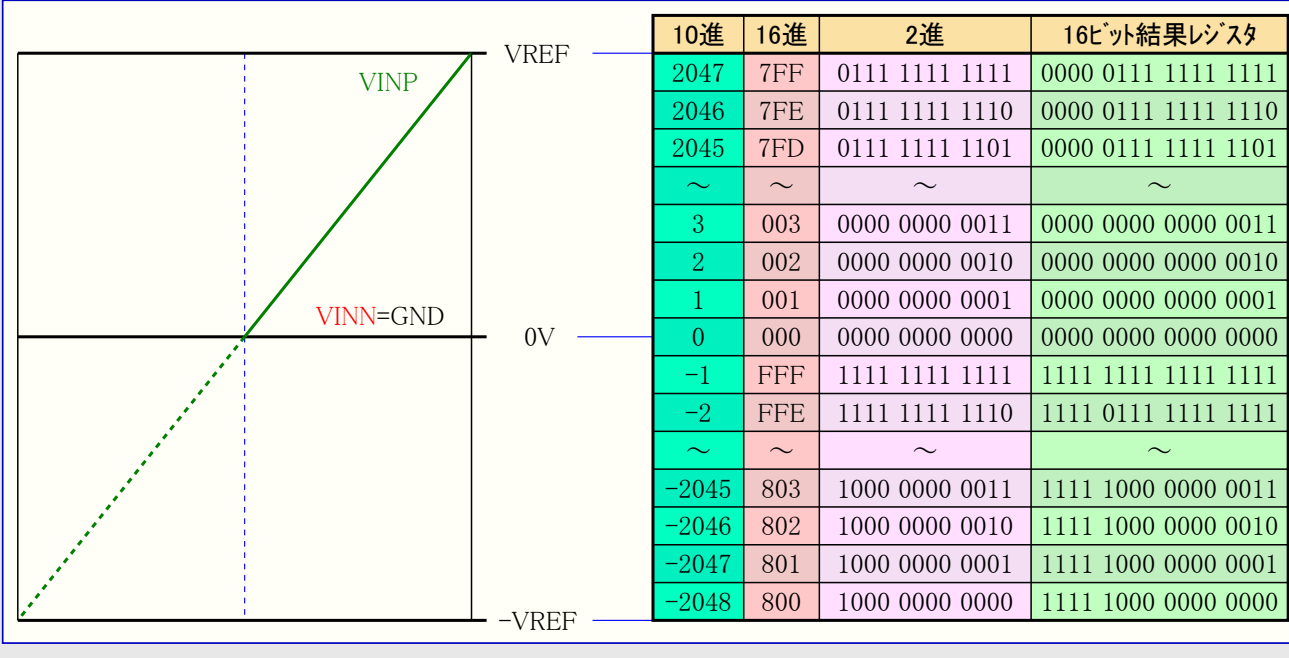 VREF
VINP
VINN=GND
0V
-VREF
10進 16進 2進 16ビット結果レジスタ
2047 7FF 0111 1111 1111 0000 0111 1111 1111
2046 7FE 0111 1111 1110 0000 0111 1111 1110
2045 7FD 0111 1111 1101 0000 0111 1111 1101
～ ～ ～ ～
3 003 0000 0000 0011 0000 0000 0000 0011
2 002 0000 0000 0010 0000 0000 0000 0010
1 001 0000 0000 0001 0000 0000 0000 0001
0 000 0000 0000 0000 0000 0000 0000 0000
-1 FFF 1111 1111 1111 1111 1111 1111 1111
-2 FFE 1111 1111 1110 1111 0111 1111 1111
～ ～ ～ ～
-2045 803 1000 0000 0011 1111 1000 0000 0011
-2046 802 1000 0000 0010 1111 1000 0000 0010
-2047 801 1000 0000 0001 1111 1000 0000 0001
-2048 800 1000 0000 0000 1111 1000 0000 0000